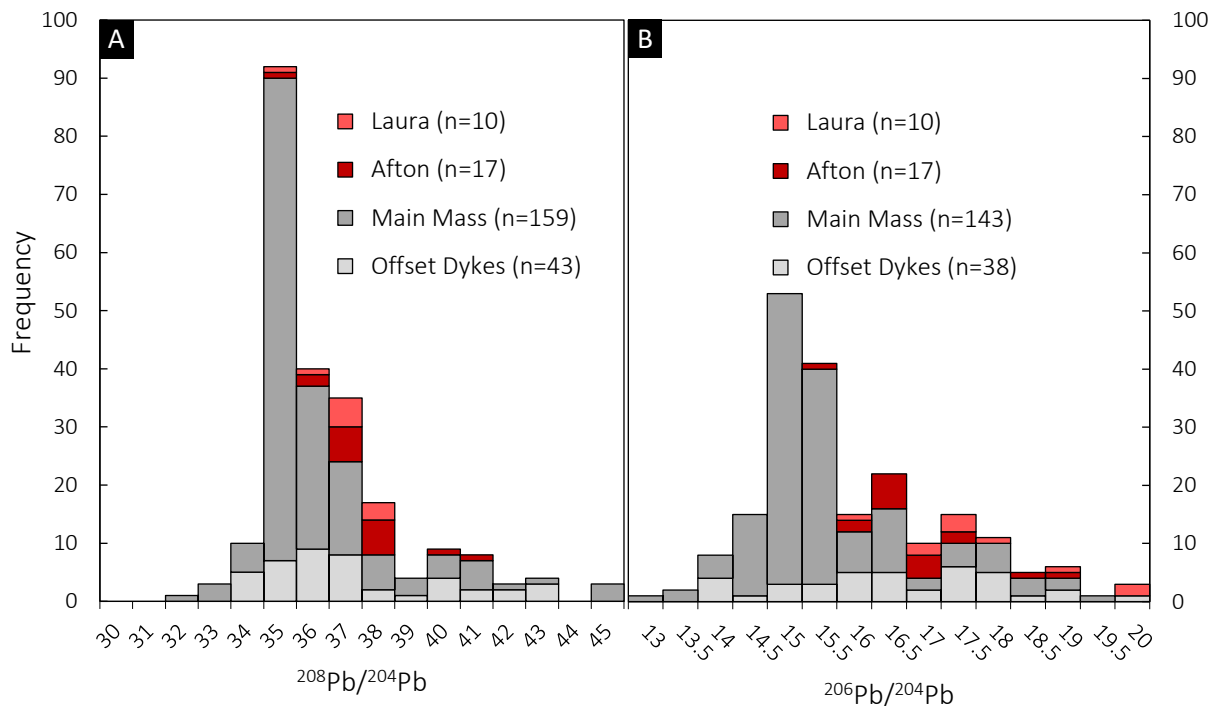 A
100
90
80
70
60
50
40
30
20
10
0
Frequency
Laura (n=10)
Afton (n=17)
Main Mass (n=159)
Offset Dykes (n=43)
30 31 32 33 34 35 36 37 38 39 40 41 42 43 44 45
²⁰⁸Pb/²⁰⁴Pb
B
Laura (n=10)
Afton (n=17)
Main Mass (n=143)
Offset Dykes (n=38)
100
90
80
70
60
50
40
30
20
10
0
13 13.5 14 14.5 15 15.5 16 16.5 17 17.5 18 18.5 19 19.5 20
²⁰⁶Pb/²⁰⁴Pb